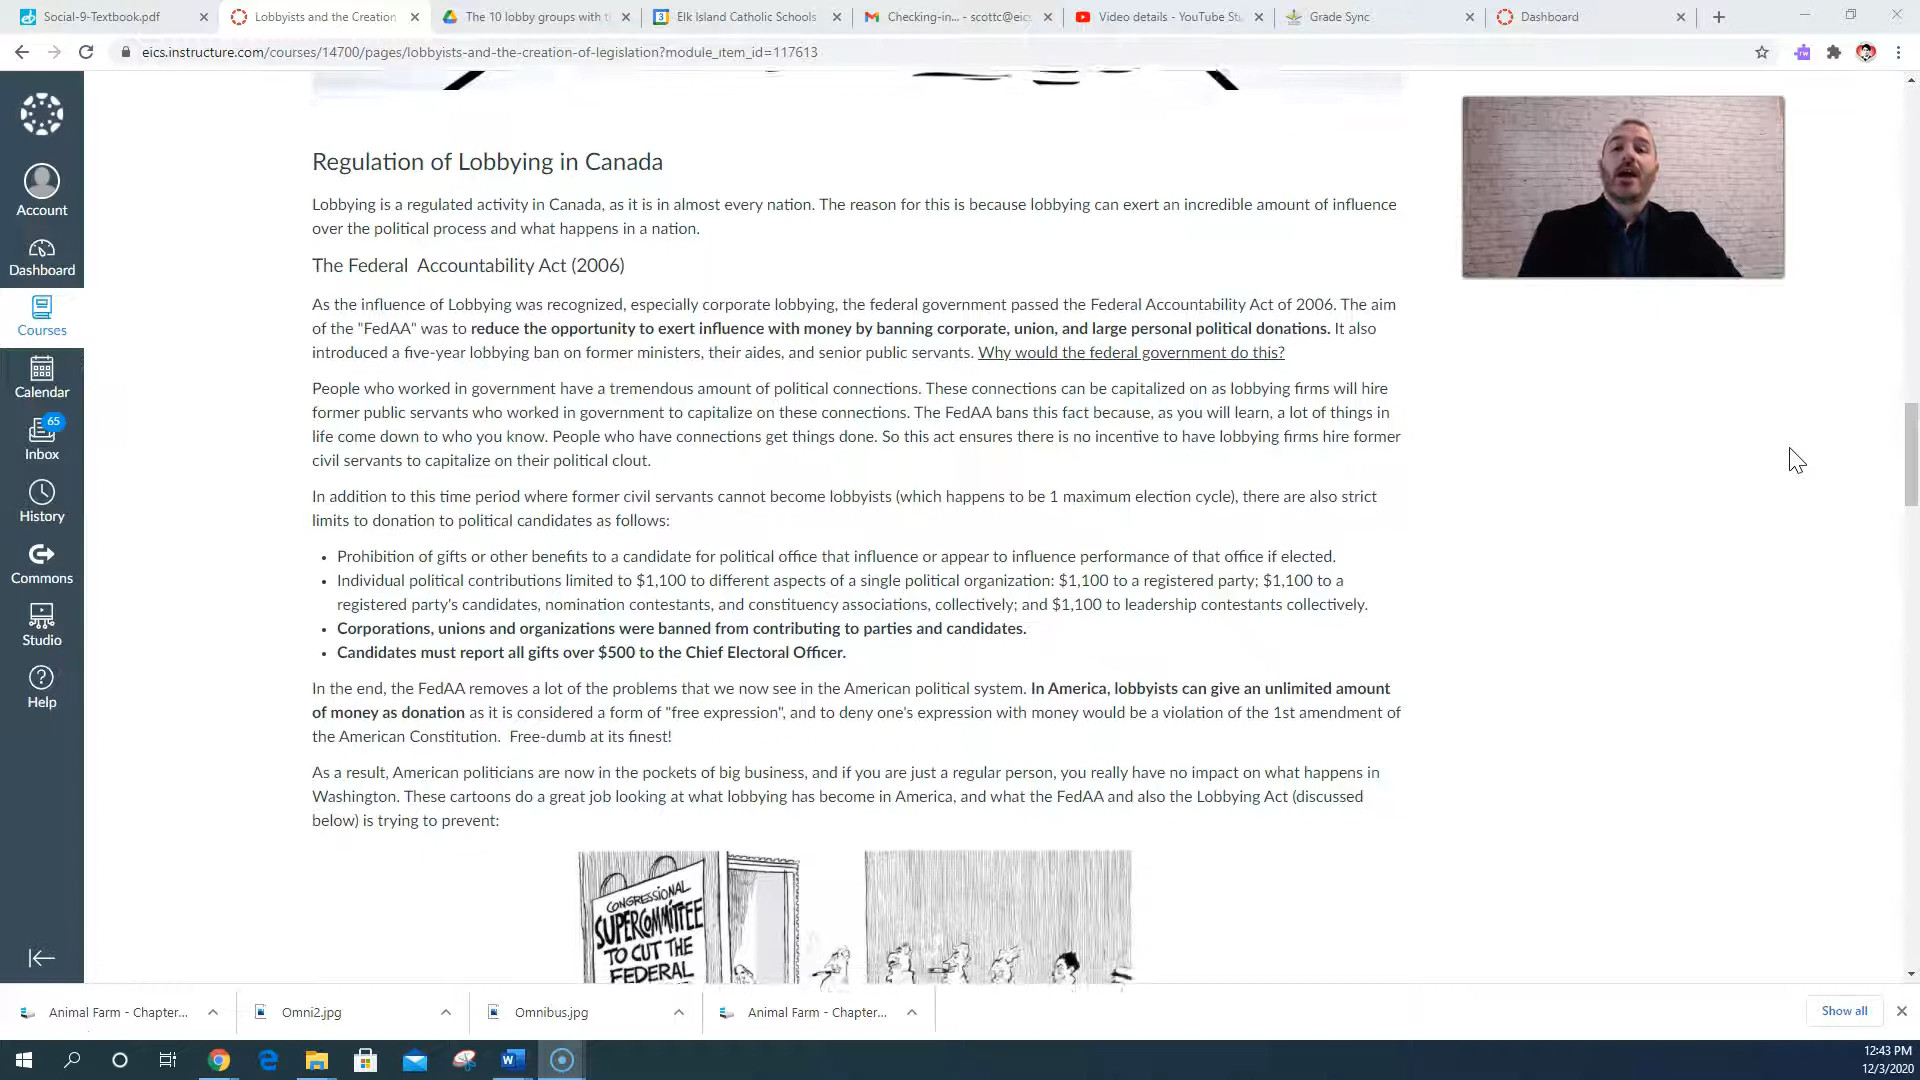 Social-9-Textbook.pdf
Lobbyists and the Creation
The 10 lobby groups with t
Elk Island Catholic Schools
Checking-in... - scottc@eic
Video details - YouTube St
Grade Sync
Dashboard
eics.instructure.com/courses/14700/pages/lobbyists-and-the-creation-of-legislation?module_item_id=117613
Account
Dashboard
Courses
Calendar
65
Inbox
History
Commons
Studio
Help
Regulation of Lobbying in Canada
Lobbying is a regulated activity in Canada, as it is in almost every nation. The reason for this is because lobbying can exert an incredible amount of influence
over the political process and what happens in a nation.
The Federal Accountability Act (2006)
As the influence of Lobbying was recognized, especially corporate lobbying, the federal government passed the Federal Accountability Act of 2006. The aim
of the "FedAA" was to reduce the opportunity to exert influence with money by banning corporate, union, and large personal political donations. It also
introduced a five-year lobbying ban on former ministers, their aides, and senior public servants. Why would the federal government do this?
People who worked in government have a tremendous amount of political connections. These connections can be capitalized on as lobbying firms will hire
former public servants who worked in government to capitalize on these connections. The FedAA bans this fact because, as you will learn, a lot of things in
life come down to who you know. People who have connections get things done. So this act ensures there is no incentive to have lobbying firms hire former
civil servants to capitalize on their political clout.
In addition to this time period where former civil servants cannot become lobbyists (which happens to be 1 maximum election cycle), there are also strict
limits to donation to political candidates as follows:
• Prohibition of gifts or other benefits to a candidate for political office that influence or appear to influence performance of that office if elected.
• Individual political contributions limited to $1,100 to different aspects of a single political organization: $1,100 to a registered party; $1,100 to a
registered party's candidates, nomination contestants, and constituency associations, collectively; and $1,100 to leadership contestants collectively.
• Corporations, unions and organizations were banned from contributing to parties and candidates.
• Candidates must report all gifts over $500 to the Chief Electoral Officer.
In the end, the FedAA removes a lot of the problems that we now see in the American political system. In America, lobbyists can give an unlimited amount
of money as donation as it is considered a form of "free expression", and to deny one's expression with money would be a violation of the 1st amendment of
the American Constitution. Free-dumb at its finest!
As a result, American politicians are now in the pockets of big business, and if you are just a regular person, you really have no impact on what happens in
Washington. These cartoons do a great job looking at what lobbying has become in America, and what the FedAA and also the Lobbying Act (discussed
below) is trying to prevent:
CONGRESSIONAL
SUPERCOMMITTEE
TO CUT THE
FEDERAL
Animal Farm - Chapter...
Omni2.jpg
Omnibus.jpg
Animal Farm - Chapter...
Show all
12:43 PM
12/3/2020